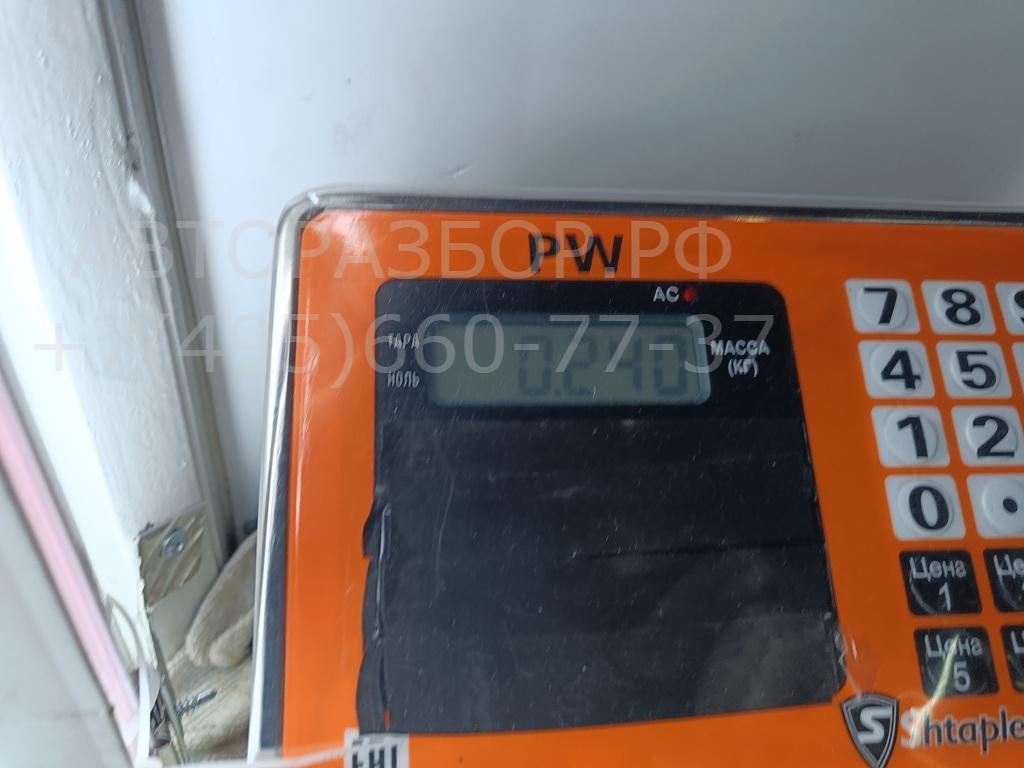 АВТОРАЗБОР.РФ
+7(495)660-77-37
PW
AC
ТАРА
НОЛЬ
0.240
МАССА
(КГ)
7 8
4 5
1 2
0 .
Цена
1
Цена
5
Shtaple
EAC